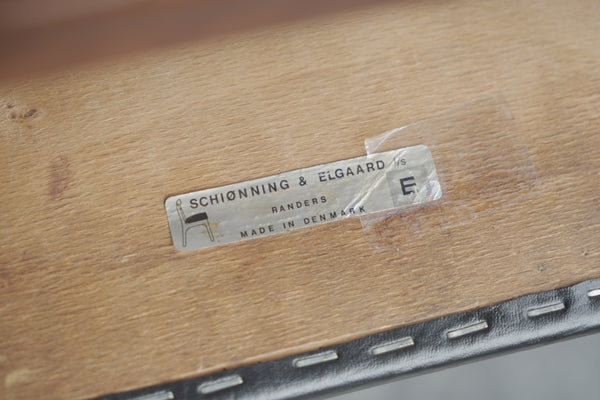 SCHIØNNING & ELGAARD I/S
RANDERS
MADE IN DENMARK
E